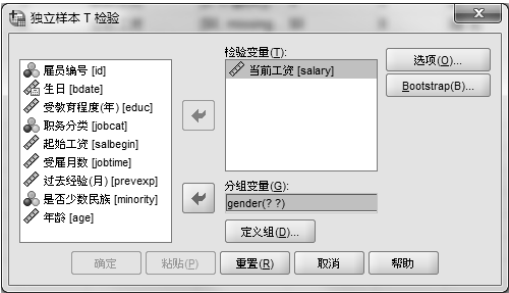 独立样本 T 检验
检验变量(T):
雇员编号 [id]
生日 [bdate]
受教育程度(年) [educ]
职务分类 [jobcat]
起始工资 [salbegin]
受雇月数 [jobtime]
过去经验(月) [prevexp]
是否少数民族 [minority]
年龄 [age]
当前工资 [salary]
选项(O)...
Bootstrap(B)...
分组变量(G):
gender(? ?)
定义组(D)...
确定
粘贴(P)
重置(R)
取消
帮助